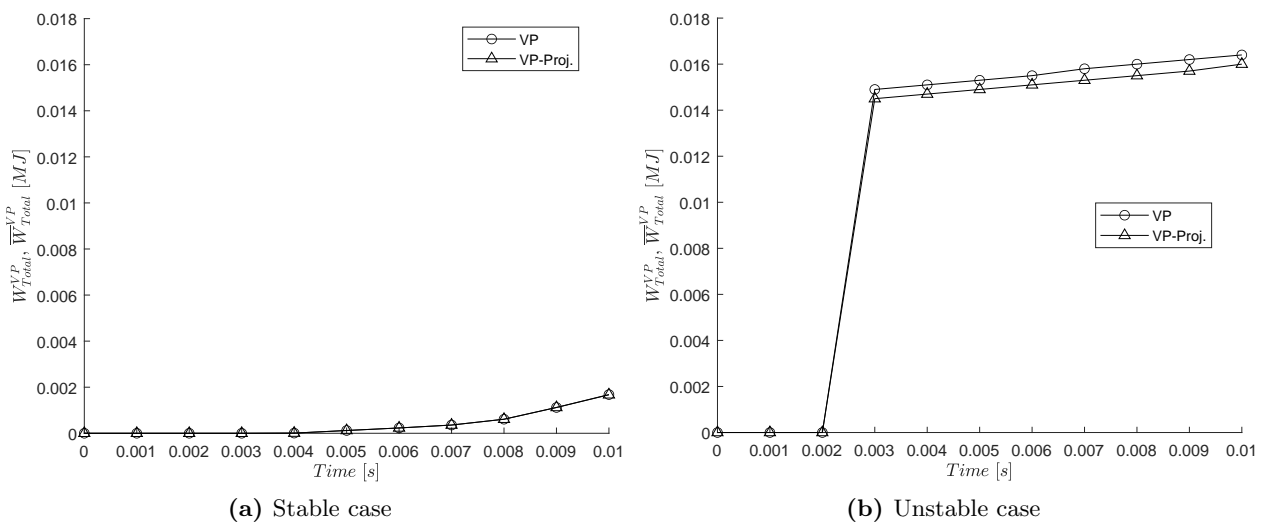 0.018
0.016
0.014
0.012
0.01
0.008
0.006
0.004
0.002
0
W^{VP}_{Total}, \overline{W}^{VP}_{Total} [MJ]
VP
VP-Proj.
0 0.001 0.002 0.003 0.004 0.005 0.006 0.007 0.008 0.009 0.01
Time [s]
(a) Stable case
0.018
0.016
0.014
0.012
0.01
0.008
0.006
0.004
0.002
0
W^{VP}_{Total}, \overline{W}^{VP}_{Total} [MJ]
VP
VP-Proj.
0 0.001 0.002 0.003 0.004 0.005 0.006 0.007 0.008 0.009 0.01
Time [s]
(b) Unstable case